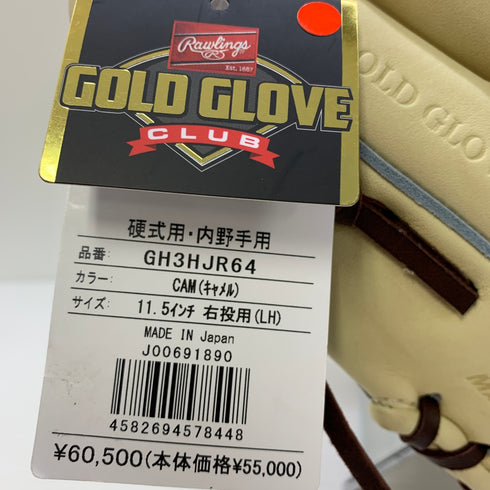 Rawlings
R
Est. 1887
GOLD GLOVE
CLUB
OLD GLO
硬式用・内野手用
品番: GH3HJR64
カラー: CAM(キャメル)
サイズ: 11.5インチ 右投用(LH)
MADE IN Japan
J00691890
4582694578448
¥60,500(本体価格¥55,000)